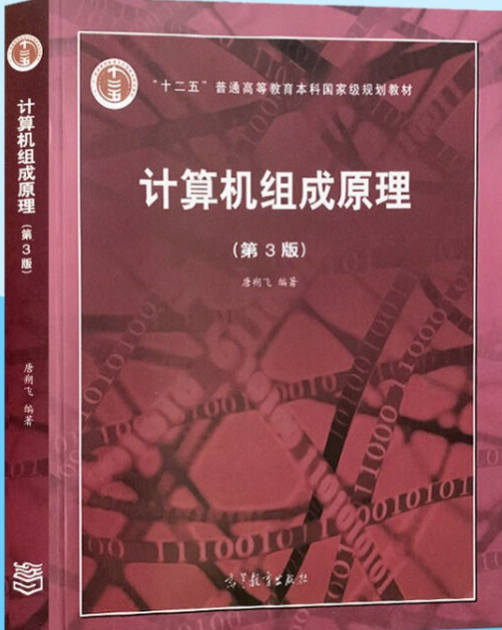 "十二五"普通高等教育本科国家级规划教材
计算机组成原理
(第3版)
唐朔飞 编著
高等教育出版社
计算机组成原理
(第3版)
唐朔飞 编著